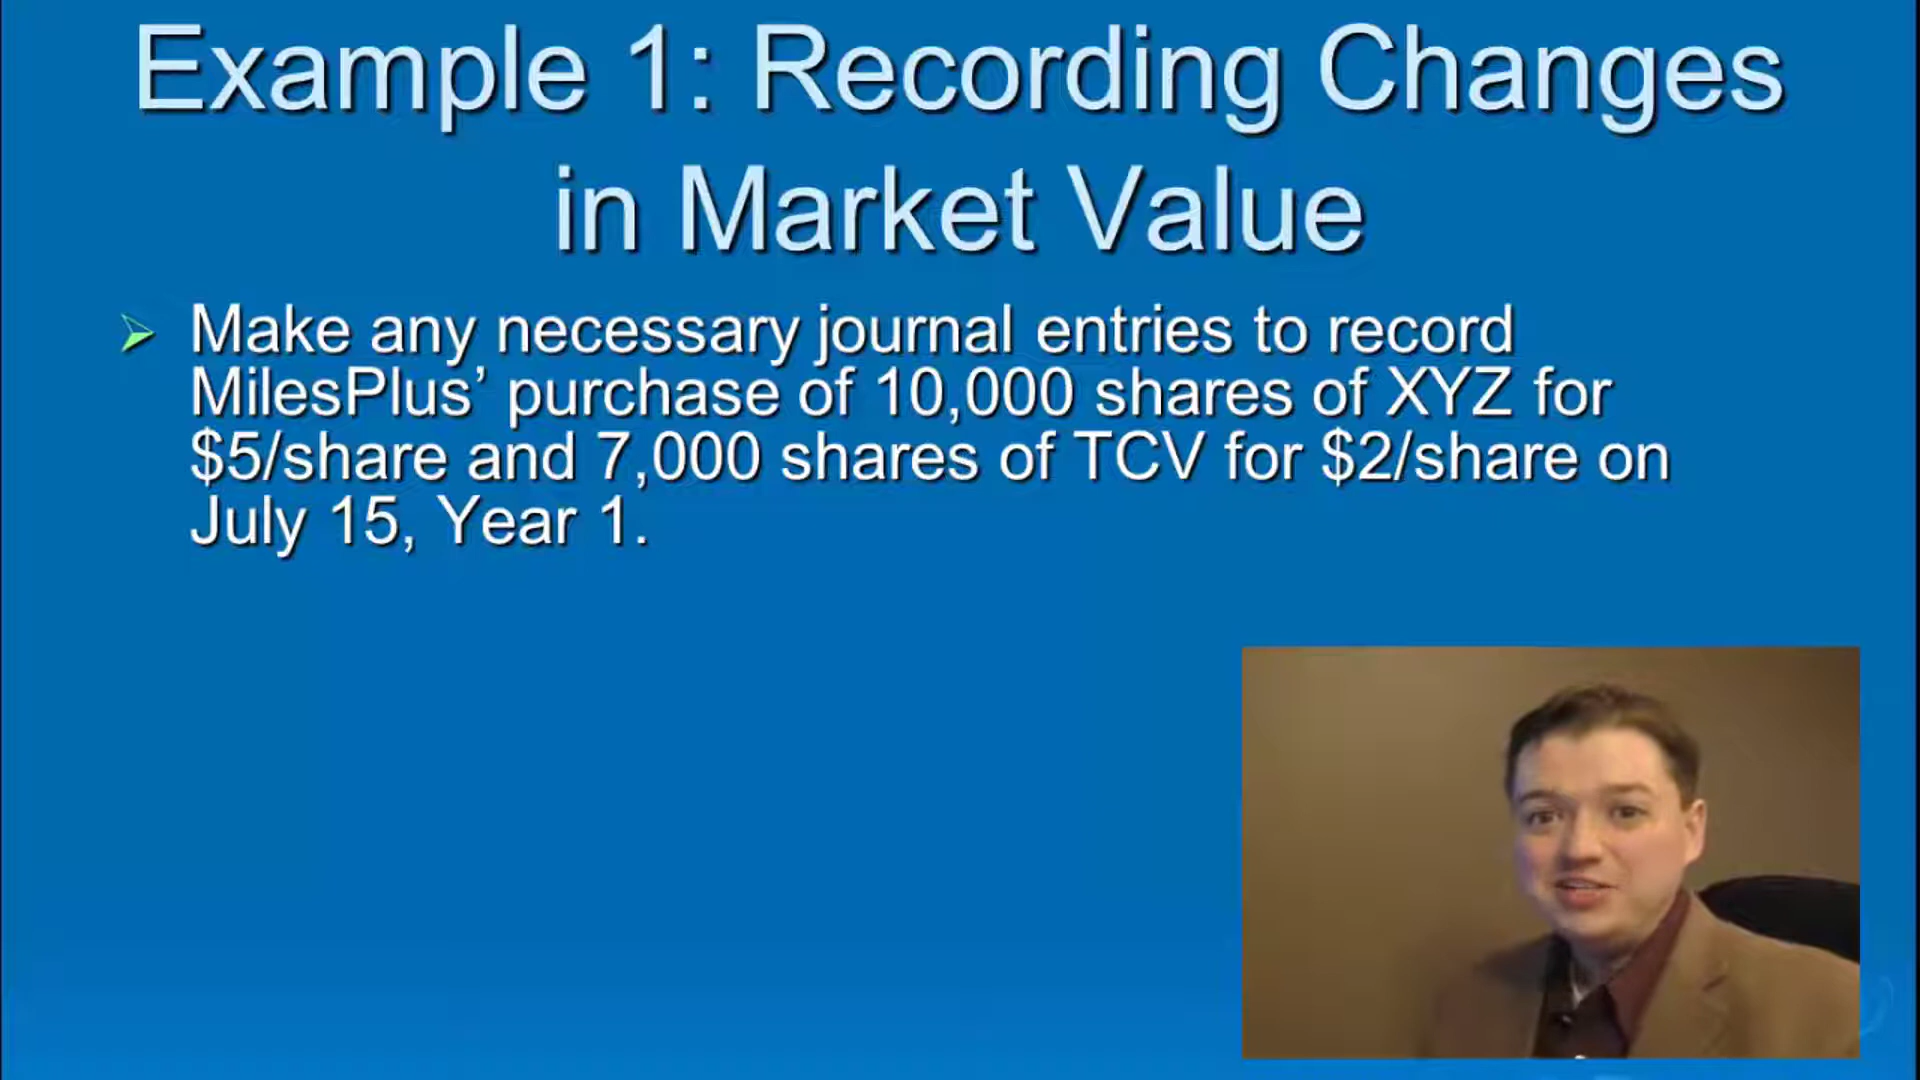 Example 1: Recording Changes
in Market Value
Make any necessary journal entries to record
MilesPlus’ purchase of 10,000 shares of XYZ for
$5/share and 7,000 shares of TCV for $2/share on
July 15, Year 1.